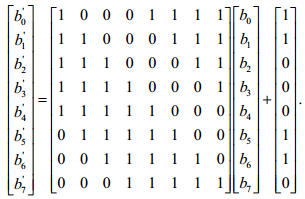 b'₀ 1 0 0 0 1 1 1 1 b₀ 1
b'₁ 1 1 0 0 0 1 1 1 b₁ 1
b'₂ 1 1 1 0 0 0 1 1 b₂ 0
b'₃ 1 1 1 1 0 0 0 1 b₃ 0
b'₄ = 1 1 1 1 1 0 0 0 b₄ + 0 .
b'₅ 0 1 1 1 1 1 0 0 b₅ 1
b'₆ 0 0 1 1 1 1 1 0 b₆ 1
b'₇ 0 0 0 1 1 1 1 1 b₇ 0